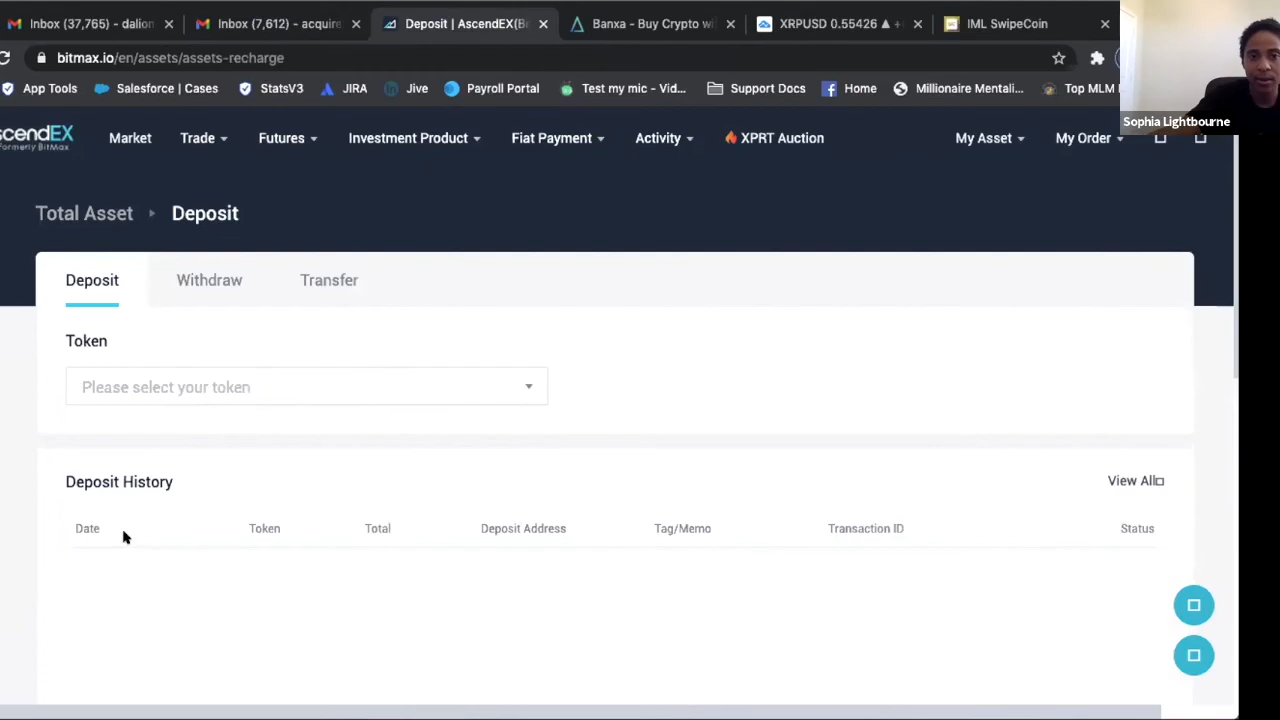 Inbox (37,765) - dalion
Inbox (7,612) - acquire
Deposit | AscendEX(B
Banxa - Buy Crypto wi
XRPUSD 0.55426 ▲
IML SwipeCoin
bitmax.io/en/assets/assets-recharge
App Tools
Salesforce | Cases
StatsV3
JIRA
Jive
Payroll Portal
Test my mic - Vid...
Support Docs
Home
Millionaire Mentali...
Top MLM
Sophia Lightbourne
scendEX
Formerly BitMax
Market
Trade
Futures
Investment Product
Fiat Payment
Activity
XPRT Auction
My Asset
My Order
Total Asset
Deposit
Deposit
Withdraw
Transfer
Token
Please select your token
Deposit History
View All
Date
Token
Total
Deposit Address
Tag/Memo
Transaction ID
Status